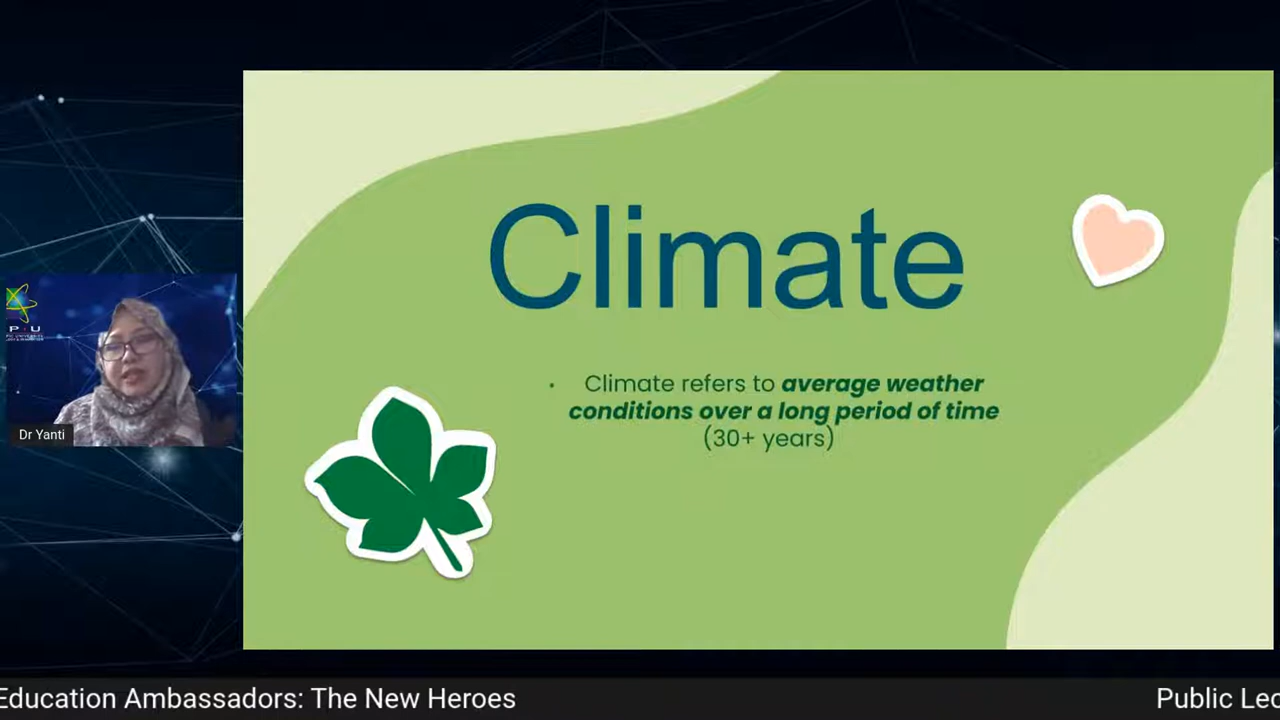 Climate
• Climate refers to average weather
conditions over a long period of time
(30+ years)
P U
Dr Yanti
Education Ambassadors: The New Heroes
Public Lec